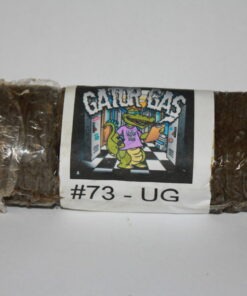 GATOR GAS
#73 - UG